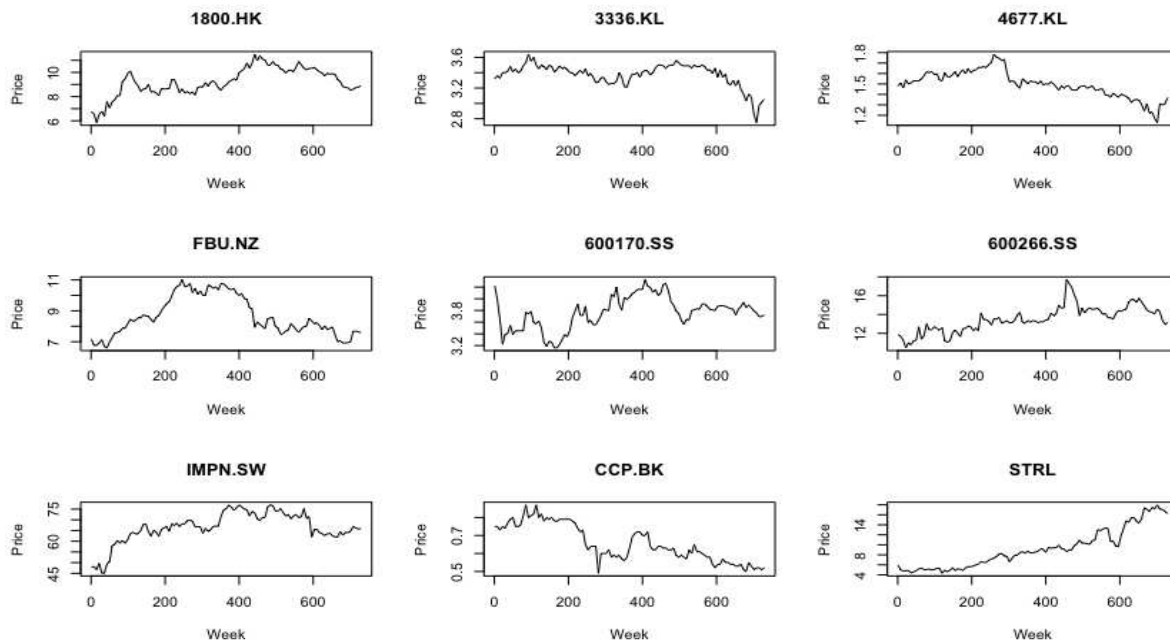 1800.HK
Price
6
8
10
0
200
400
600
Week
3336.KL
Price
2.8
3.2
3.6
0
200
400
600
Week
4677.KL
Price
1.2
1.5
1.8
0
200
400
600
Week
FBU.NZ
Price
7
9
11
0
200
400
600
Week
600170.SS
Price
3.2
3.8
0
200
400
600
Week
600266.SS
Price
12
16
0
200
400
600
Week
IMPN.SW
Price
45
60
75
0
200
400
600
Week
CCP.BK
Price
0.5
0.7
0
200
400
600
Week
STRL
Price
4
8
14
0
200
400
600
Week